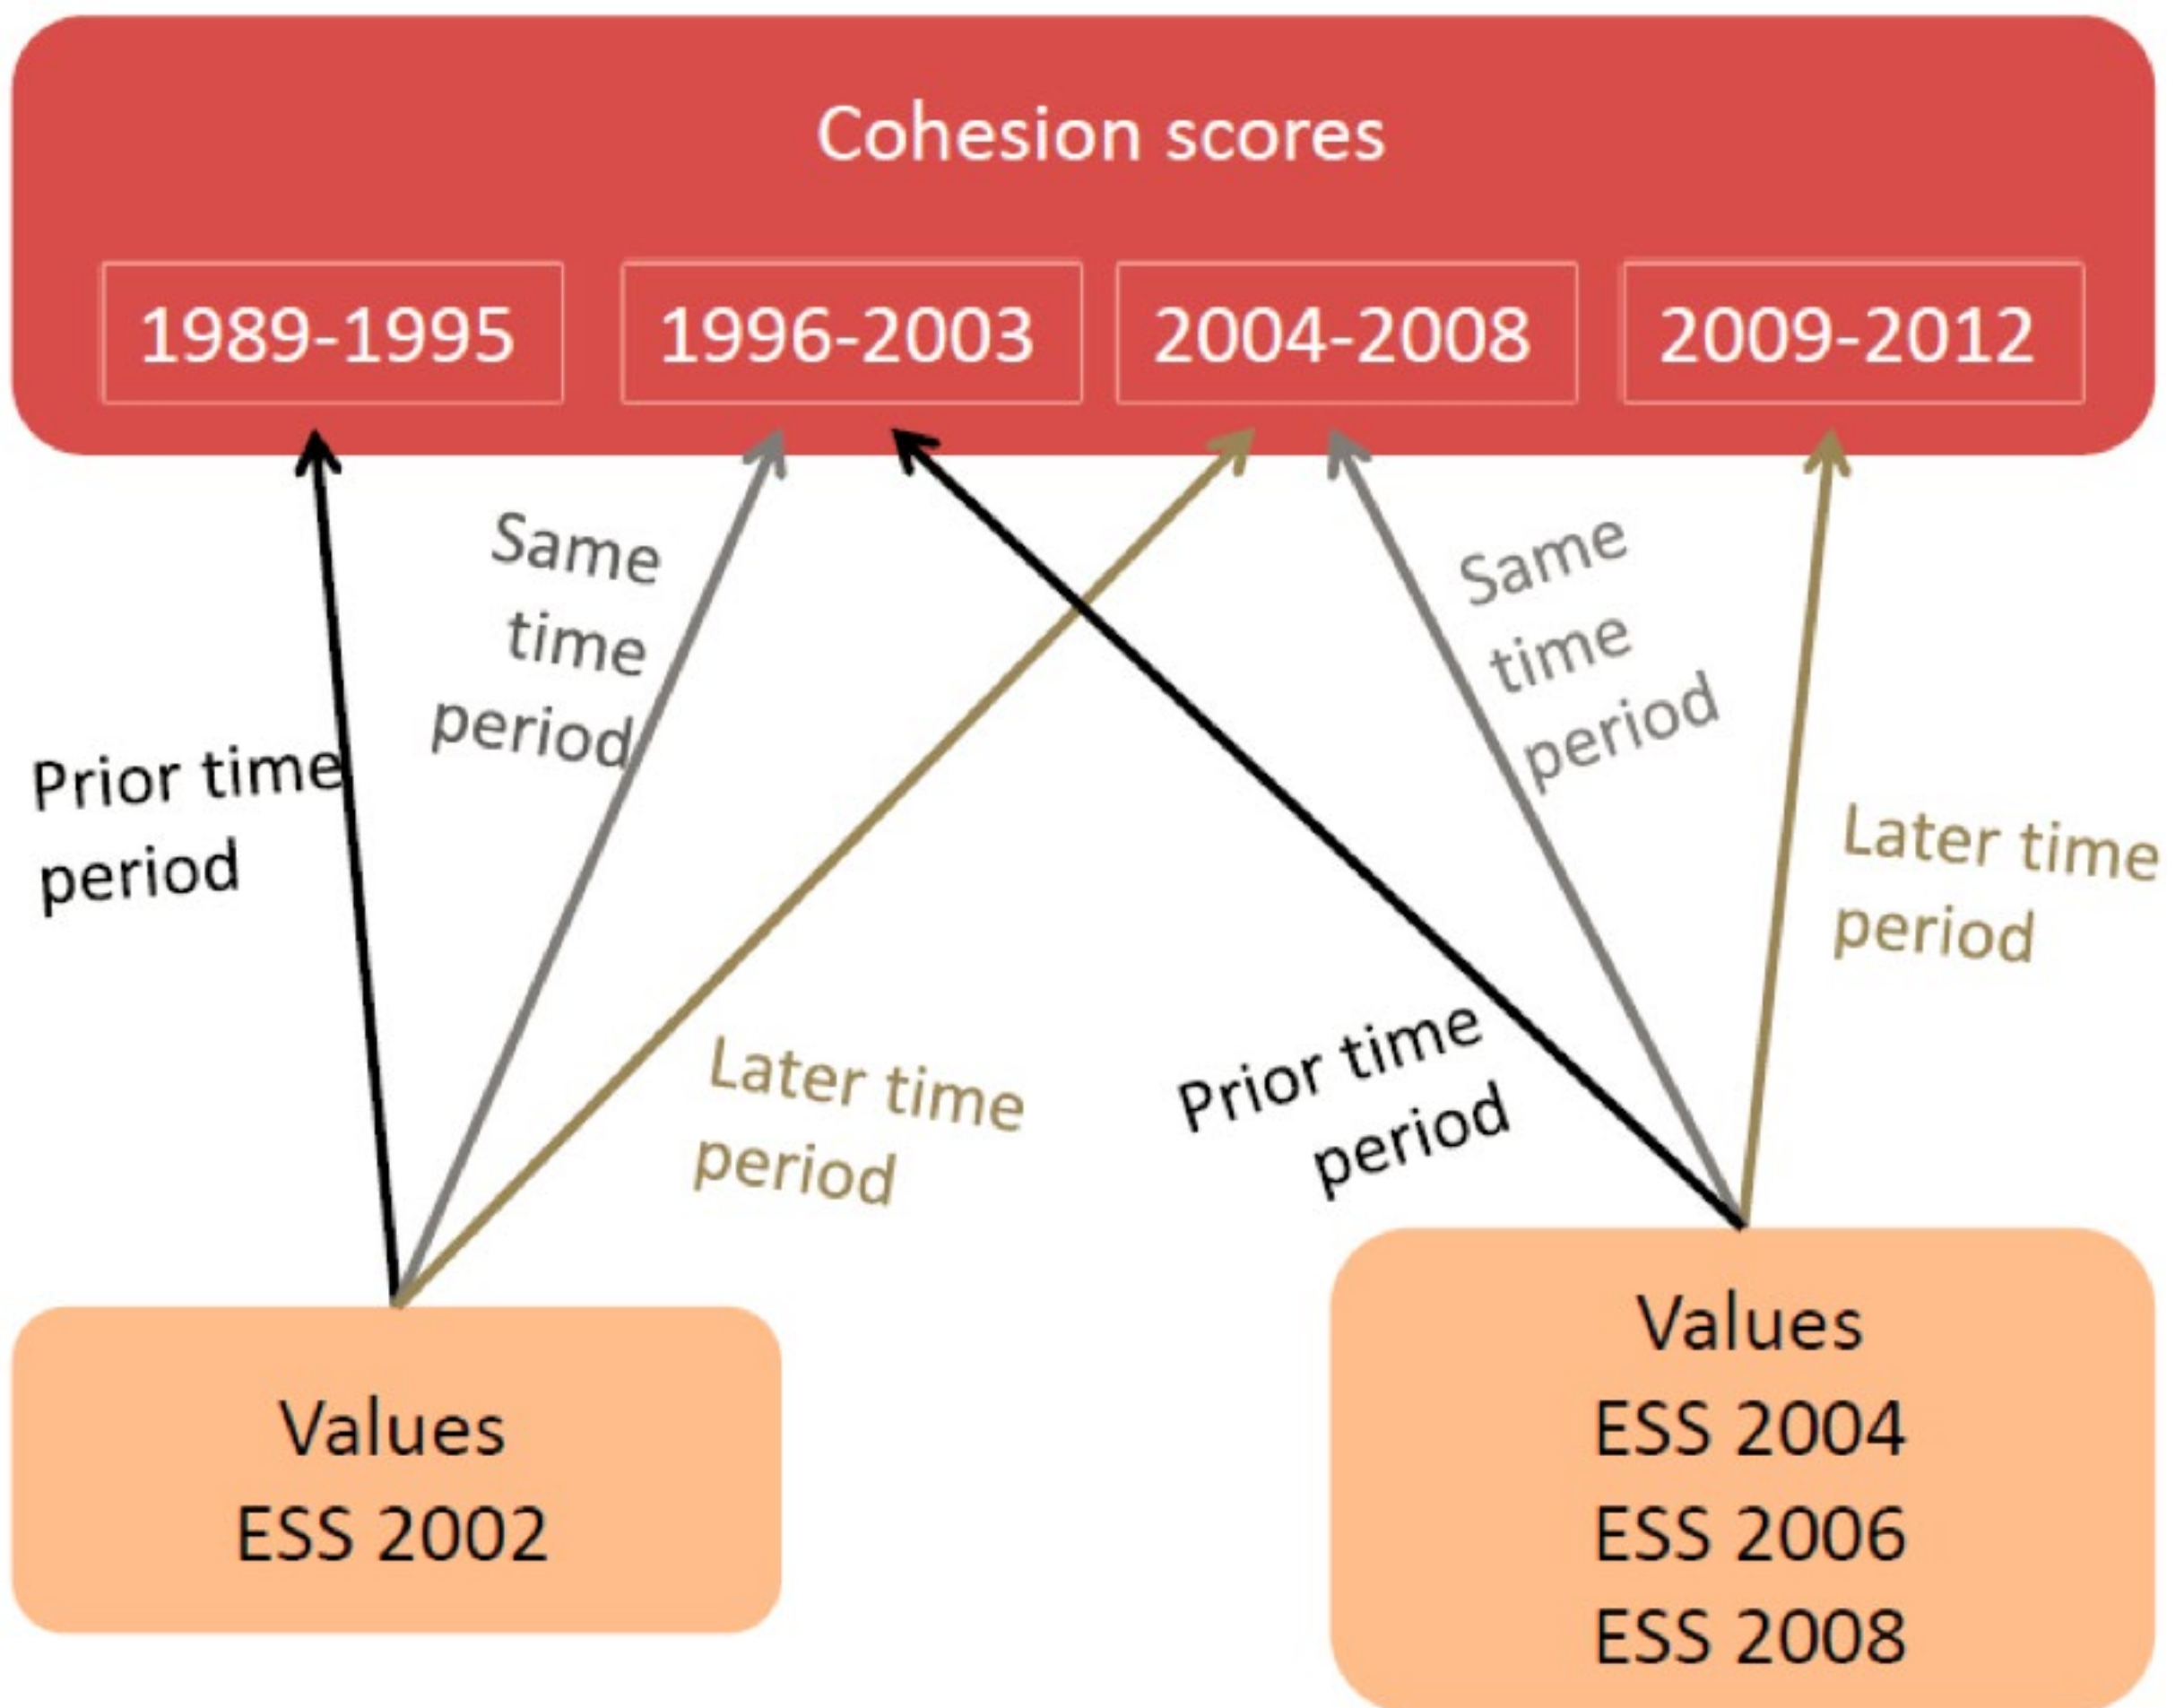 Cohesion scores
1989-1995
1996-2003
2004-2008
2009-2012
Prior time
period
Same
time
period
Later time
period
Prior time
period
Same
time
period
Later time
period
Values
ESS 2002
Values
ESS 2004
ESS 2006
ESS 2008